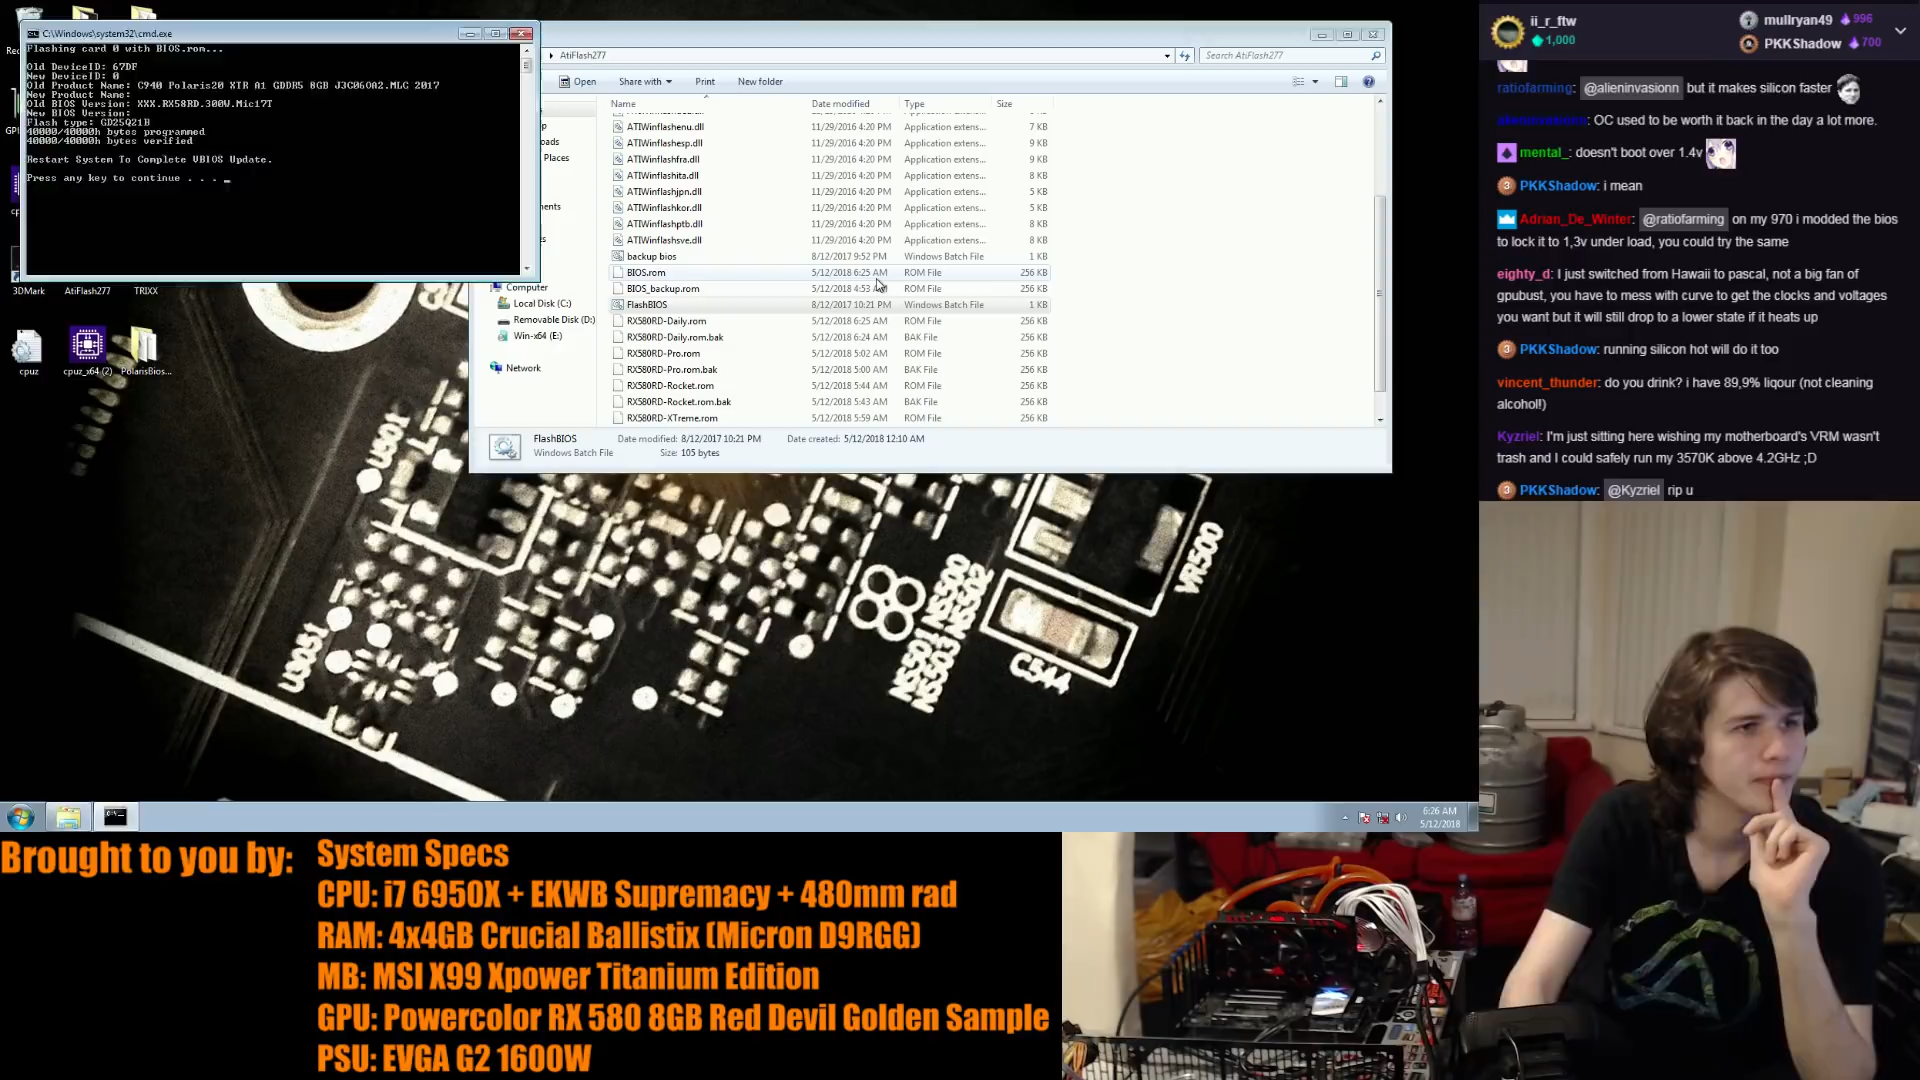 C:\Windows\system32\cmd.exe
Flashing card 0 with BIOS.rom...
Old DeviceID: 67DF
New DeviceID: 0
Old Product Name: C940 Polaris20 XTR A1 GDDR5 8GB J3C060A2.MLC 2017
New Product Name:
Old BIOS Version: XXX.RX58RD.300W.Mic17T
New BIOS Version:
Flash type: GD25Q21B
40000/40000h bytes programmed
40000/40000h bytes verified
Restart System To Complete VBIOS Update.
Press any key to continue . . . _
3DMark
AtiFlash277
TRIXX
cpuz
cpuz_x64 (2)
PolarisBios...
AtiFlash277
Search AtiFlash277
Open
Share with
Print
New folder
Name
Date modified
Type
Size
ATIWinflashenu.dll 11/29/2016 4:20 PM Application extens... 7 KB
ATIWinflashesp.dll 11/29/2016 4:20 PM Application extens... 9 KB
ATIWinflashfra.dll 11/29/2016 4:20 PM Application extens... 9 KB
ATIWinflashita.dll 11/29/2016 4:20 PM Application extens... 8 KB
ATIWinflashjpn.dll 11/29/2016 4:20 PM Application extens... 5 KB
ATIWinflashkor.dll 11/29/2016 4:20 PM Application extens... 5 KB
ATIWinflashptb.dll 11/29/2016 4:20 PM Application extens... 8 KB
ATIWinflashsve.dll 11/29/2016 4:20 PM Application extens... 8 KB
backup bios 8/12/2017 9:52 PM Windows Batch File 1 KB
BIOS.rom 5/12/2018 6:25 AM ROM File 256 KB
BIOS_backup.rom 5/12/2018 4:53 ROM File 256 KB
FlashBIOS 8/12/2017 10:21 PM Windows Batch File 1 KB
RX580RD-Daily.rom 5/12/2018 6:25 AM ROM File 256 KB
RX580RD-Daily.rom.bak 5/12/2018 6:24 AM BAK File 256 KB
RX580RD-Pro.rom 5/12/2018 5:02 AM ROM File 256 KB
RX580RD-Pro.rom.bak 5/12/2018 5:00 AM BAK File 256 KB
RX580RD-Rocket.rom 5/12/2018 5:44 AM ROM File 256 KB
RX580RD-Rocket.rom.bak 5/12/2018 5:43 AM BAK File 256 KB
RX580RD-XTreme.rom 5/12/2018 5:59 AM ROM File 256 KB
Places
Computer
Local Disk (C:)
Removable Disk (D:)
Win-x64 (E:)
Network
FlashBIOS Date modified: 8/12/2017 10:21 PM Date created: 5/12/2018 12:10 AM
Windows Batch File Size: 105 bytes
U301
U3051
NS500
NS502
NS501
NS503
C544
VR500
6:26 AM
5/12/2018
ii_r_ftw
1,000
mullryan49 996
PKKShadow 700
ratiofarming: @alieninvasionn but it makes silicon faster
alieninvasionn: OC used to be worth it back in the day a lot more.
mental_: doesn't boot over 1.4v
PKKShadow: i mean
Adrian_De_Winter: @ratiofarming on my 970 i modded the bios
to lock it to 1,3v under load, you could try the same
eighty_d: I just switched from Hawaii to pascal, not a big fan of
gpubust, you have to mess with curve to get the clocks and voltages
you want but it will still drop to a lower state if it heats up
PKKShadow: running silicon hot will do it too
vincent_thunder: do you drink? i have 89,9% liqour (not cleaning
alcohol!)
Kyzriel: I'm just sitting here wishing my motherboard's VRM wasn't
trash and I could safely run my 3570K above 4.2GHz ;D
PKKShadow: @Kyzriel rip u
Brought to you by:
System Specs
CPU: i7 6950X + EKWB Supremacy + 480mm rad
RAM: 4x4GB Crucial Ballistix (Micron D9RGG)
MB: MSI X99 Xpower Titanium Edition
GPU: Powercolor RX 580 8GB Red Devil Golden Sample
PSU: EVGA G2 1600W